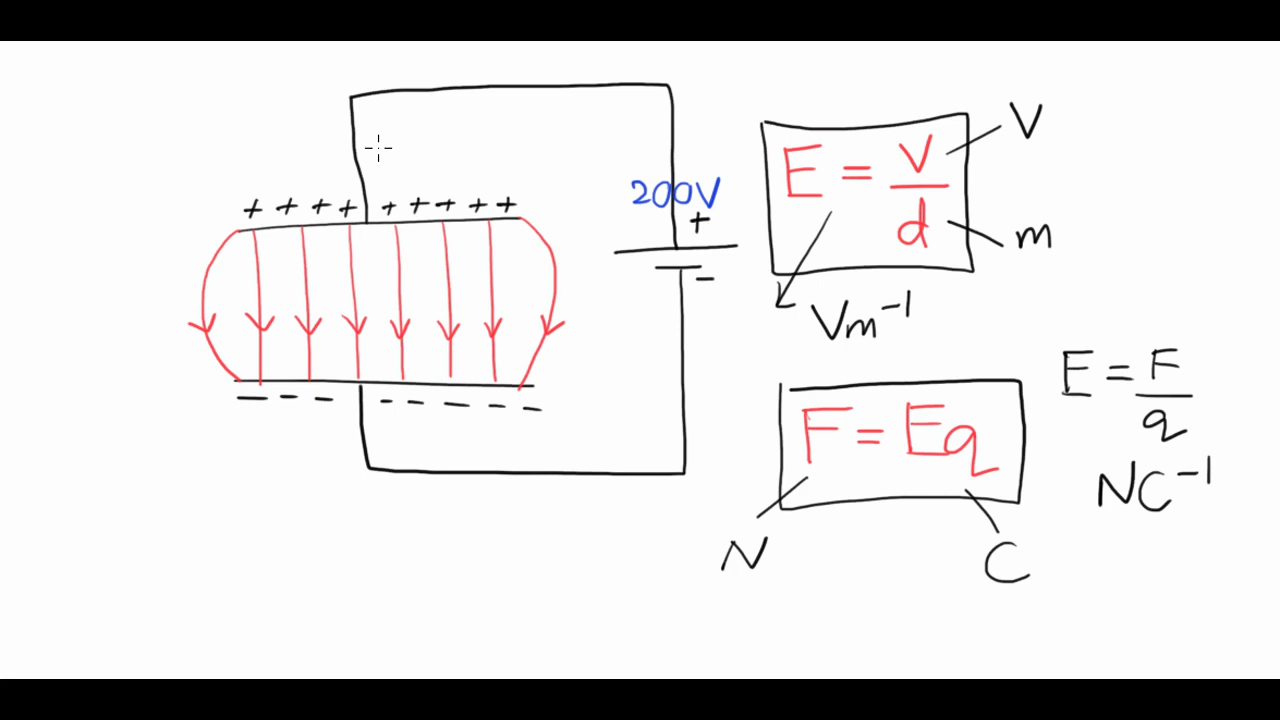 + + + + + + + + +
200V
+
-
E = V/d
V
m
Vm⁻¹
F = Eq
N
C
E = F/q
NC⁻¹
− − − − − − − − −